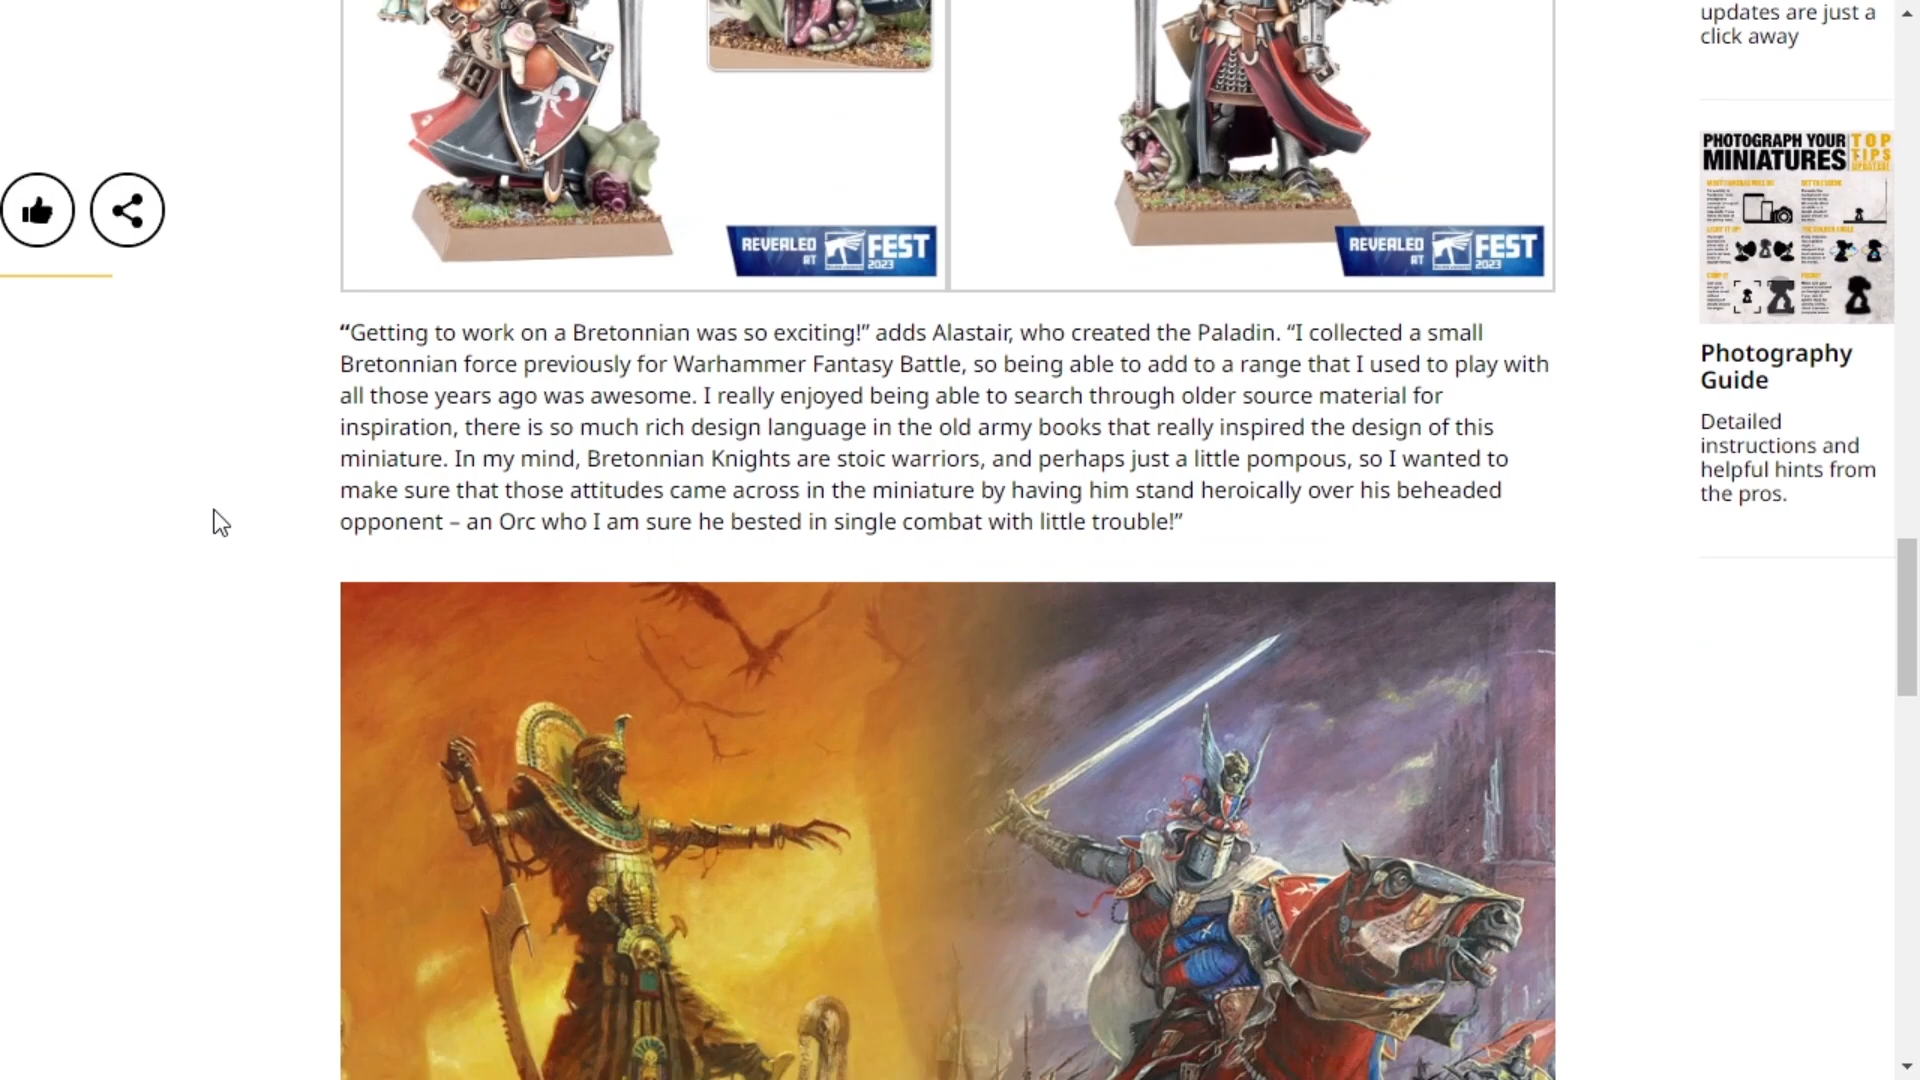 updates are just a
click away
REVEALED
AT
FEST
2023
REVEALED
AT
FEST
2023
“Getting to work on a Bretonnian was so exciting!” adds Alastair, who created the Paladin. “I collected a small
Bretonnian force previously for Warhammer Fantasy Battle, so being able to add to a range that I used to play with
all those years ago was awesome. I really enjoyed being able to search through older source material for
inspiration, there is so much rich design language in the old army books that really inspired the design of this
miniature. In my mind, Bretonnian Knights are stoic warriors, and perhaps just a little pompous, so I wanted to
make sure that those attitudes came across in the miniature by having him stand heroically over his beheaded
opponent – an Orc who I am sure he bested in single combat with little trouble!”
PHOTOGRAPH YOUR
MINIATURES
TOP
TIPS
UPDATED!
Photography
Guide
Detailed
instructions and
helpful hints from
the pros.